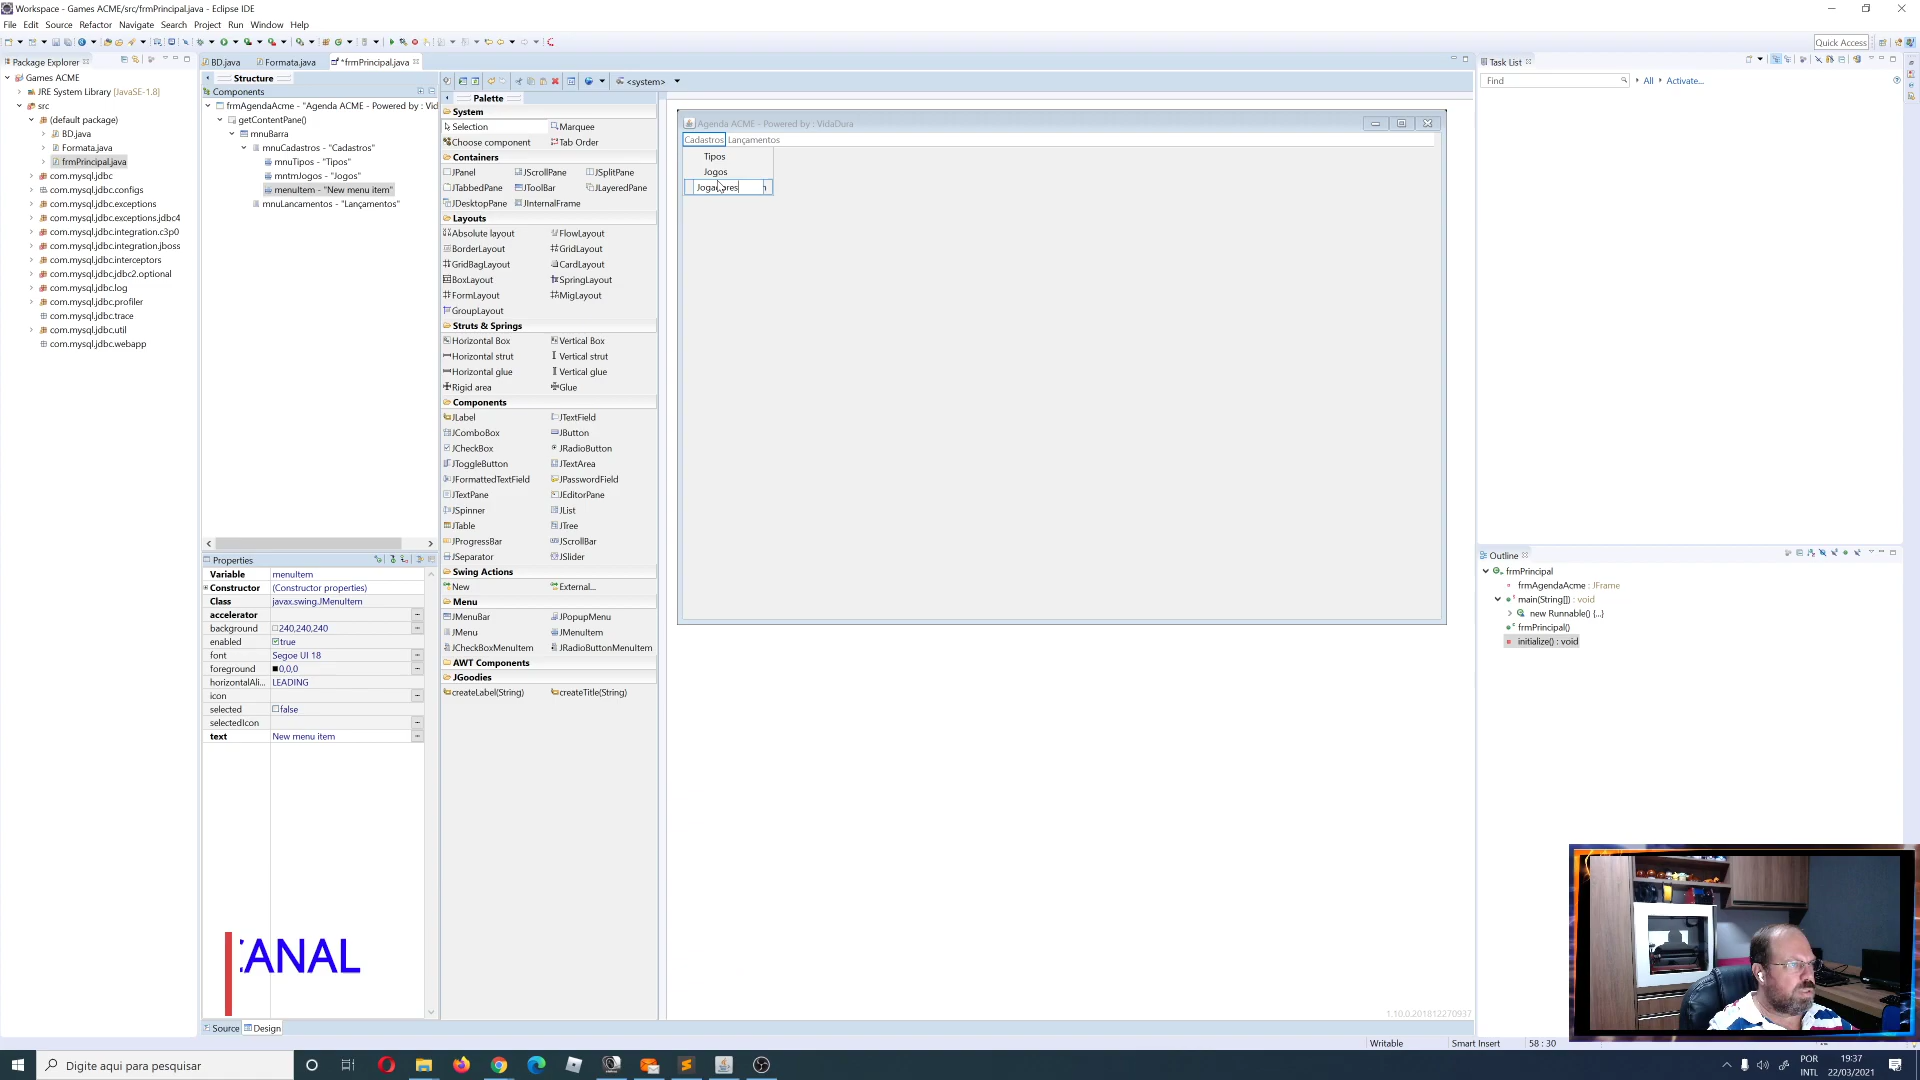 Workspace - Games ACME/src/frmPrincipal.java - Eclipse IDE
File Edit Source Refactor Navigate Search Project Run Window Help
Quick Access
Package Explorer
BD.java
Formata.java
*frmPrincipal.java
Task List
Games ACME
JRE System Library [JavaSE-1.8]
src
(default package)
BD.java
Formata.java
frmPrincipal.java
com.mysql.jdbc
com.mysql.jdbc.configs
com.mysql.jdbc.exceptions
com.mysql.jdbc.exceptions.jdbc4
com.mysql.jdbc.integration.c3p0
com.mysql.jdbc.integration.jboss
com.mysql.jdbc.interceptors
com.mysql.jdbc.jdbc2.optional
com.mysql.jdbc.log
com.mysql.jdbc.profiler
com.mysql.jdbc.trace
com.mysql.jdbc.util
com.mysql.jdbc.webapp
Structure
Components
frmAgendaAcme - "Agenda ACME - Powered by : Vid
getContentPane()
mnuBarra
mnuCadastros - "Cadastros"
mnuTipos - "Tipos"
mntmJogos - "Jogos"
menuItem - "New menu item"
mnuLancamentos - "Lançamentos"
Properties
Variable menuItem
Constructor (Constructor properties)
Class javax.swing.JMenuItem
accelerator
background 240,240,240
enabled true
font Segoe UI 18
foreground 0,0,0
horizontalAli... LEADING
icon
selected false
selectedIcon
text New menu item
CANAL
Source Design
<system>
Palette
System
Selection Marquee
Choose component Tab Order
Containers
JPanel JScrollPane JSplitPane
JTabbedPane JToolBar JLayeredPane
JDesktopPane JInternalFrame
Layouts
Absolute layout FlowLayout
BorderLayout GridLayout
GridBagLayout CardLayout
BoxLayout SpringLayout
FormLayout MigLayout
GroupLayout
Struts & Springs
Horizontal Box Vertical Box
Horizontal strut Vertical strut
Horizontal glue Vertical glue
Rigid area Glue
Components
JLabel JTextField
JComboBox JButton
JCheckBox JRadioButton
JToggleButton JTextArea
JFormattedTextField JPasswordField
JTextPane JEditorPane
JSpinner JList
JTable JTree
JProgressBar JScrollBar
JSeparator JSlider
Swing Actions
New External...
Menu
JMenuBar JPopupMenu
JMenu JMenuItem
JCheckBoxMenuItem JRadioButtonMenuItem
AWT Components
JGoodies
createLabel(String) createTitle(String)
Agenda ACME - Powered by : VidaDura
Cadastros Lançamentos
Tipos
Jogos
Jogadores
1.10.0.201812270937
Find
All
Activate...
Outline
frmPrincipal
frmAgendaAcme : JFrame
main(String[]) : void
new Runnable() {...}
frmPrincipal()
initialize() : void
Writable
Smart Insert
58 : 30
Digite aqui para pesquisar
POR
INTL
19:37
22/03/2021